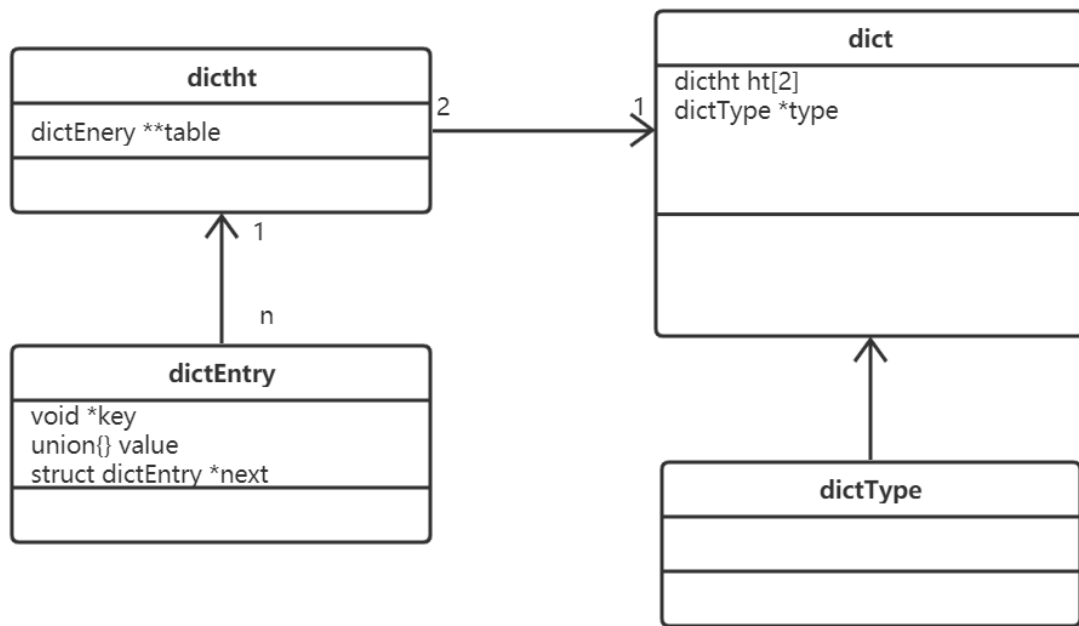 dictht
dictEnery **table
2
1
dict
dictht ht[2]
dictType *type
1
n
dictEntry
void *key
union{} value
struct dictEntry *next
dictType